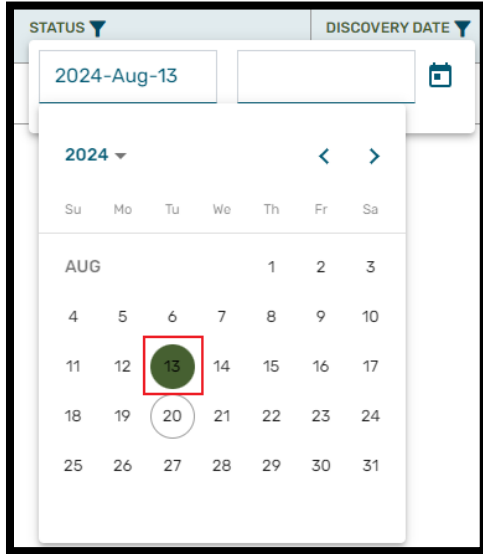 STATUS DISCOVERY DATE
2024-Aug-13
2024
Su Mo Tu We Th Fr Sa
AUG 1 2 3
4 5 6 7 8 9 10
11 12 13 14 15 16 17
18 19 20 21 22 23 24
25 26 27 28 29 30 31